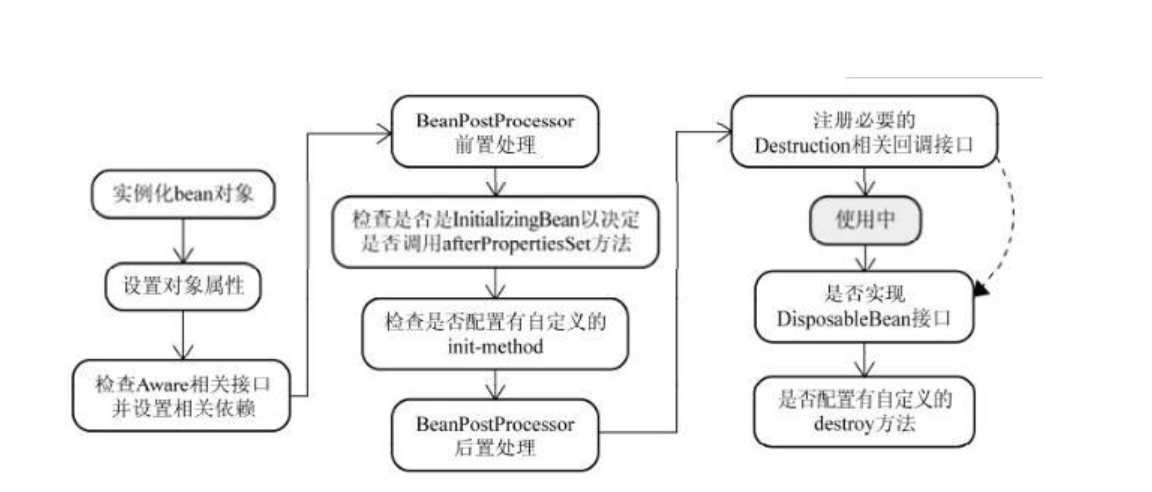 实例化bean对象
设置对象属性
检查Aware相关接口
并设置相关依赖
BeanPostProcessor
前置处理
检查是否是InitializingBean以决定
是否调用afterPropertiesSet方法
检查是否配置有自定义的
init-method
BeanPostProcessor
后置处理
注册必要的
Destruction相关回调接口
使用中
是否实现
DisposableBean接口
是否配置有自定义的
destroy方法